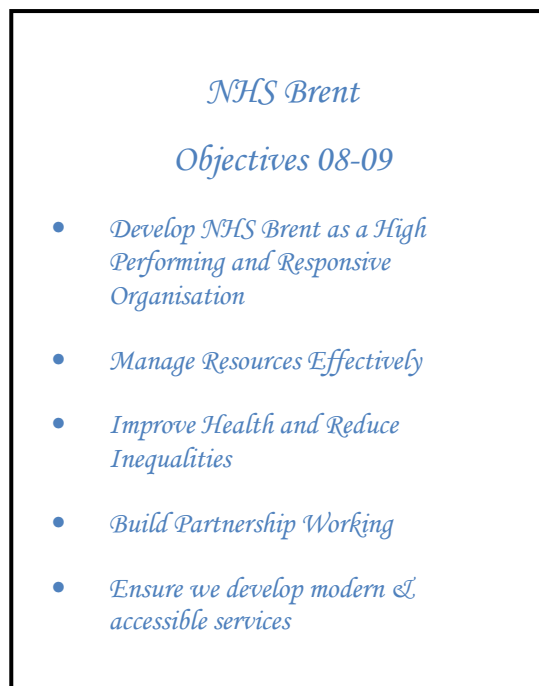 NHS Brent
Objectives 08-09
• Develop NHS Brent as a High
Performing and Responsive
Organisation
• Manage Resources Effectively
• Improve Health and Reduce
Inequalities
• Build Partnership Working
• Ensure we develop modern &
accessible services